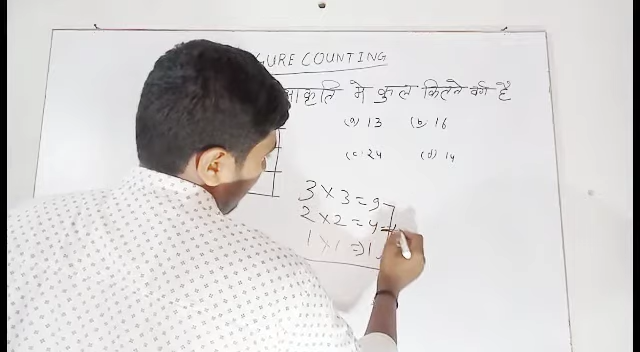 GURE COUNTING
आकृति मे कुल कितने वर्ग हैं
(a) 13 (b) 16
(c) 24 (d) 14
3 × 3 = 9
2 × 2 = 4 =
1 × 1 => 1